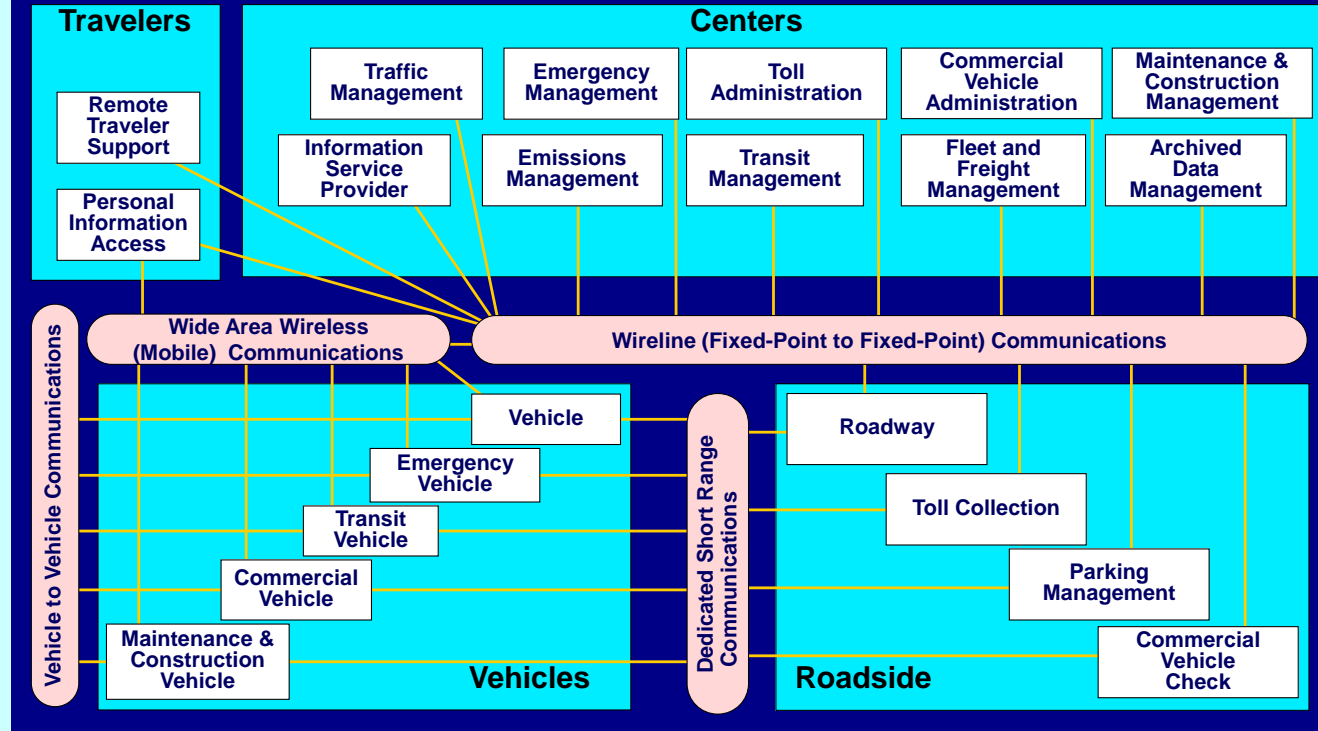 Travelers
Remote
Traveler
Support
Personal
Information
Access
Centers
Traffic
Management
Emergency
Management
Toll
Administration
Commercial
Vehicle
Administration
Maintenance &
Construction
Management
Information
Service
Provider
Emissions
Management
Transit
Management
Fleet and
Freight
Management
Archived
Data
Management
Wide Area Wireless
(Mobile) Communications
Wireline (Fixed-Point to Fixed-Point) Communications
Vehicle to Vehicle Communications
Vehicle
Emergency
Vehicle
Transit
Vehicle
Commercial
Vehicle
Maintenance &
Construction
Vehicle
Vehicles
Dedicated Short Range
Communications
Roadway
Toll Collection
Parking
Management
Commercial
Vehicle
Check
Roadside